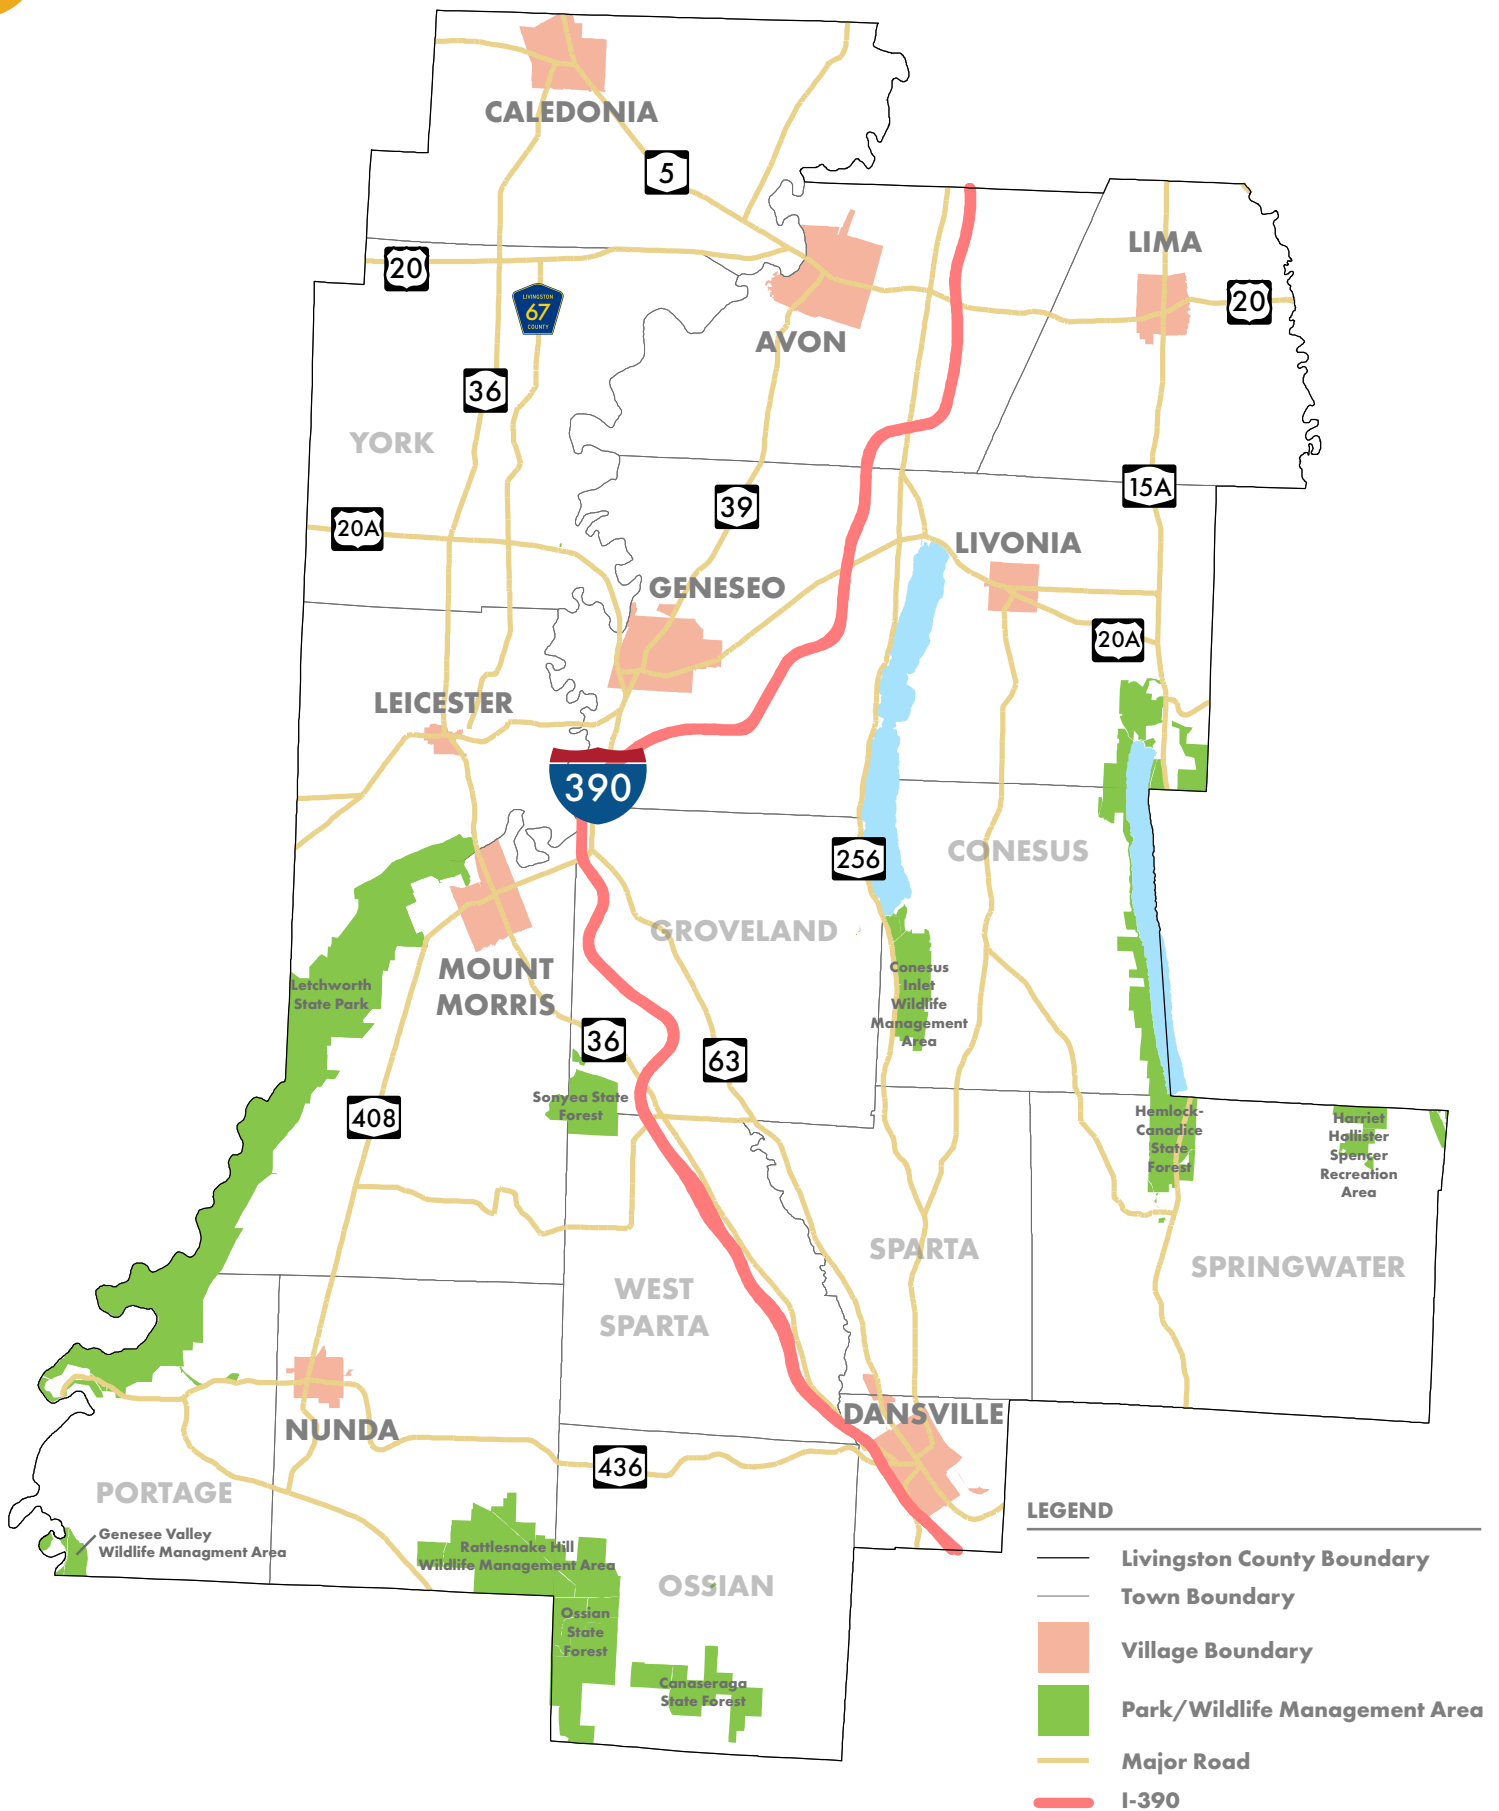 CALEDONIA
5
LIMA
20
20
LIVINGSTON
67
COUNTY
AVON
36
YORK
15A
39
20A
LIVONIA
GENESEO
20A
LEICESTER
390
256
CONESUS
GROVELAND
MOUNT
MORRIS
Letchworth
State Park
Conesus
Inlet
Wildlife
Management
Area
36
63
408
Sonyea State
Forest
Hemlock-
Canadice
State
Forest
Harriet
Hollister
Spencer
Recreation
Area
SPARTA
SPRINGWATER
WEST
SPARTA
DANSVILLE
NUNDA
436
PORTAGE
Genesee Valley
Wildlife Managment Area
Rattlesnake Hill
Wildlife Management Area
OSSIAN
Ossian
State
Forest
Canaseraga
State Forest
LEGEND
Livingston County Boundary
Town Boundary
Village Boundary
Park/Wildlife Management Area
Major Road
I-390